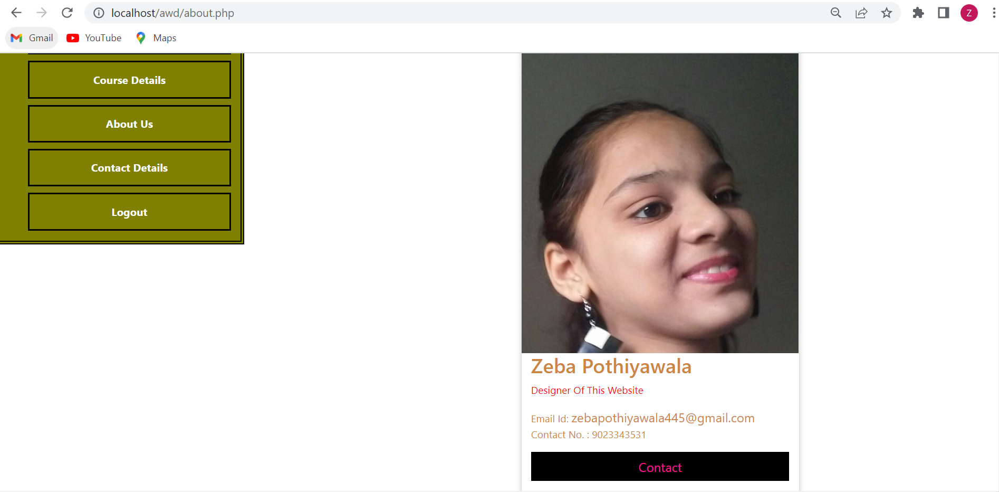 localhost/awd/about.php
Z
Gmail
YouTube
Maps
Course Details
About Us
Contact Details
Logout
Zeba Pothiyawala
Designer Of This Website
Email Id: zebapothiyawala445@gmail.com
Contact No. : 9023343531
Contact